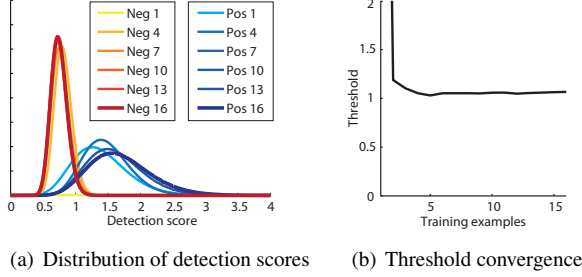 Neg 1
Neg 4
Neg 7
Neg 10
Neg 13
Neg 16
Pos 1
Pos 4
Pos 7
Pos 10
Pos 13
Pos 16
0 0.5 1 1.5 2 2.5 3 3.5 4
Detection score
(a) Distribution of detection scores
2
1.5
1
0.5
0
Threshold
5 10 15
Training examples
(b) Threshold convergence